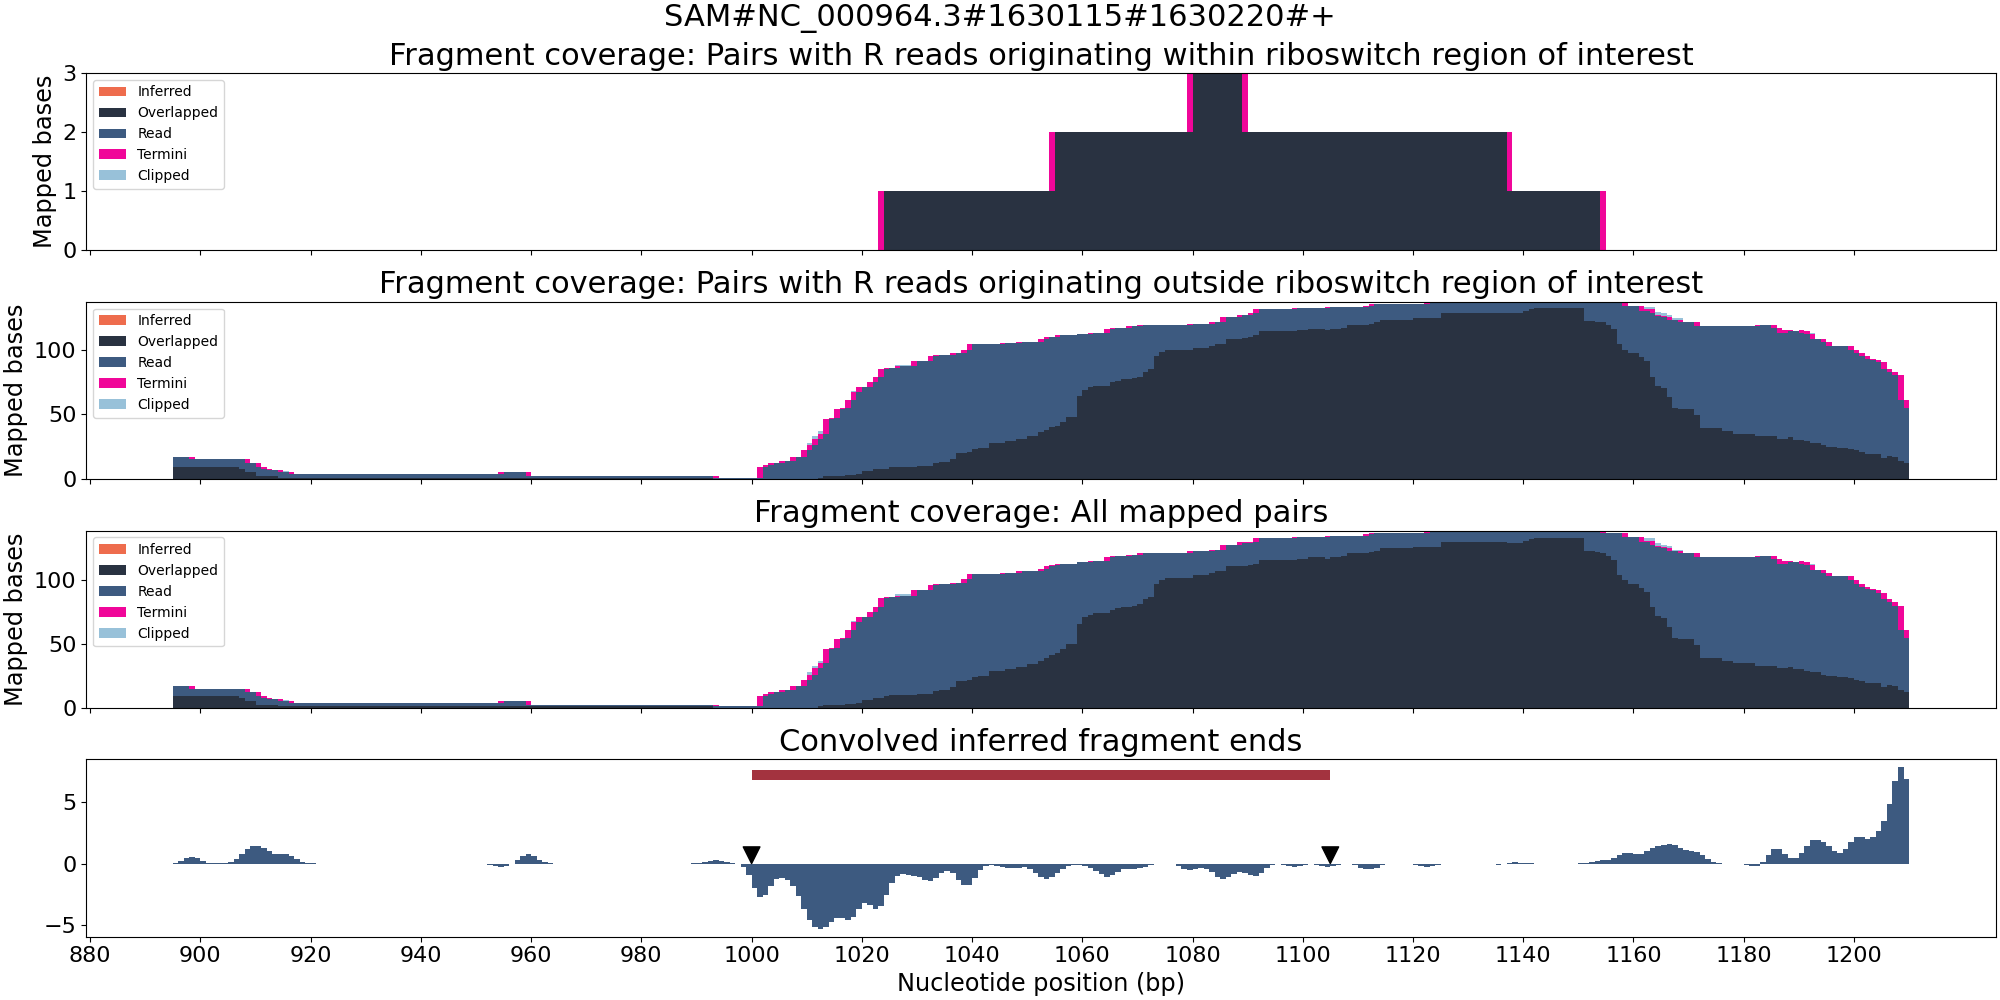 SAM#NC_000964.3#1630115#1630220#+
Fragment coverage: Pairs with R reads originating within riboswitch region of interest
Mapped bases
3
2
1
0
Inferred
Overlapped
Read
Termini
Clipped
Fragment coverage: Pairs with R reads originating outside riboswitch region of interest
Mapped bases
100
50
0
Inferred
Overlapped
Read
Termini
Clipped
Fragment coverage: All mapped pairs
Mapped bases
100
50
0
Inferred
Overlapped
Read
Termini
Clipped
Convolved inferred fragment ends
5
0
−5
880 900 920 940 960 980 1000 1020 1040 1060 1080 1100 1120 1140 1160 1180 1200
Nucleotide position (bp)